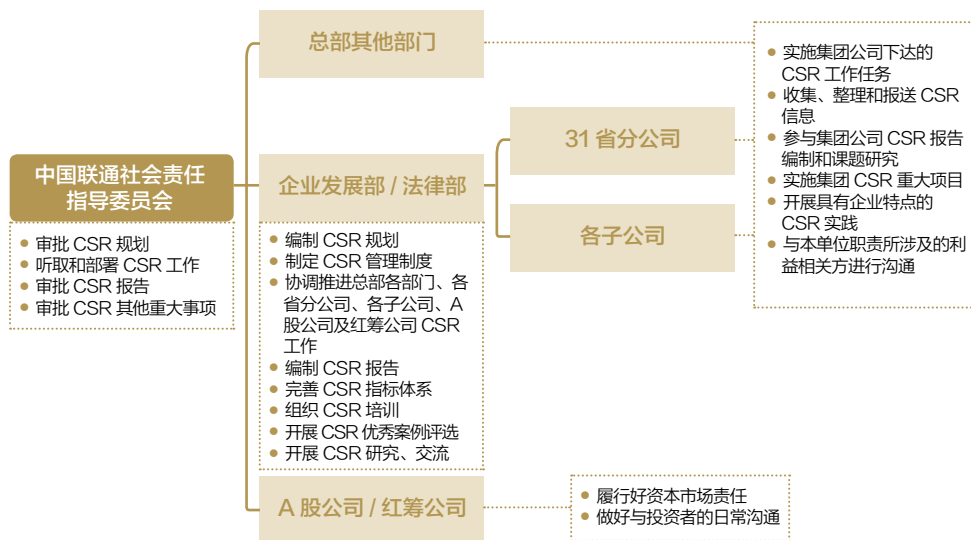 中国联通社会责任
指导委员会
● 审批 CSR 规划
● 听取和部署 CSR 工作
● 审批 CSR 报告
● 审批 CSR 其他重大事项
总部其他部门
企业发展部 / 法律部
● 编制 CSR 规划
● 制定 CSR 管理制度
● 协调推进总部各部门、各
省分公司、各子公司、A
股公司及红筹公司 CSR
工作
● 编制 CSR 报告
● 完善 CSR 指标体系
● 组织 CSR 培训
● 开展 CSR 优秀案例评选
● 开展 CSR 研究、交流
A 股公司 / 红筹公司
31 省分公司
各子公司
● 实施集团公司下达的
CSR 工作任务
● 收集、整理和报送 CSR
信息
● 参与集团公司 CSR 报告
编制和课题研究
● 实施集团 CSR 重大项目
● 开展具有企业特点的
CSR 实践
● 与本单位职责所涉及的利
益相关方进行沟通
● 履行好资本市场责任
● 做好与投资者的日常沟通